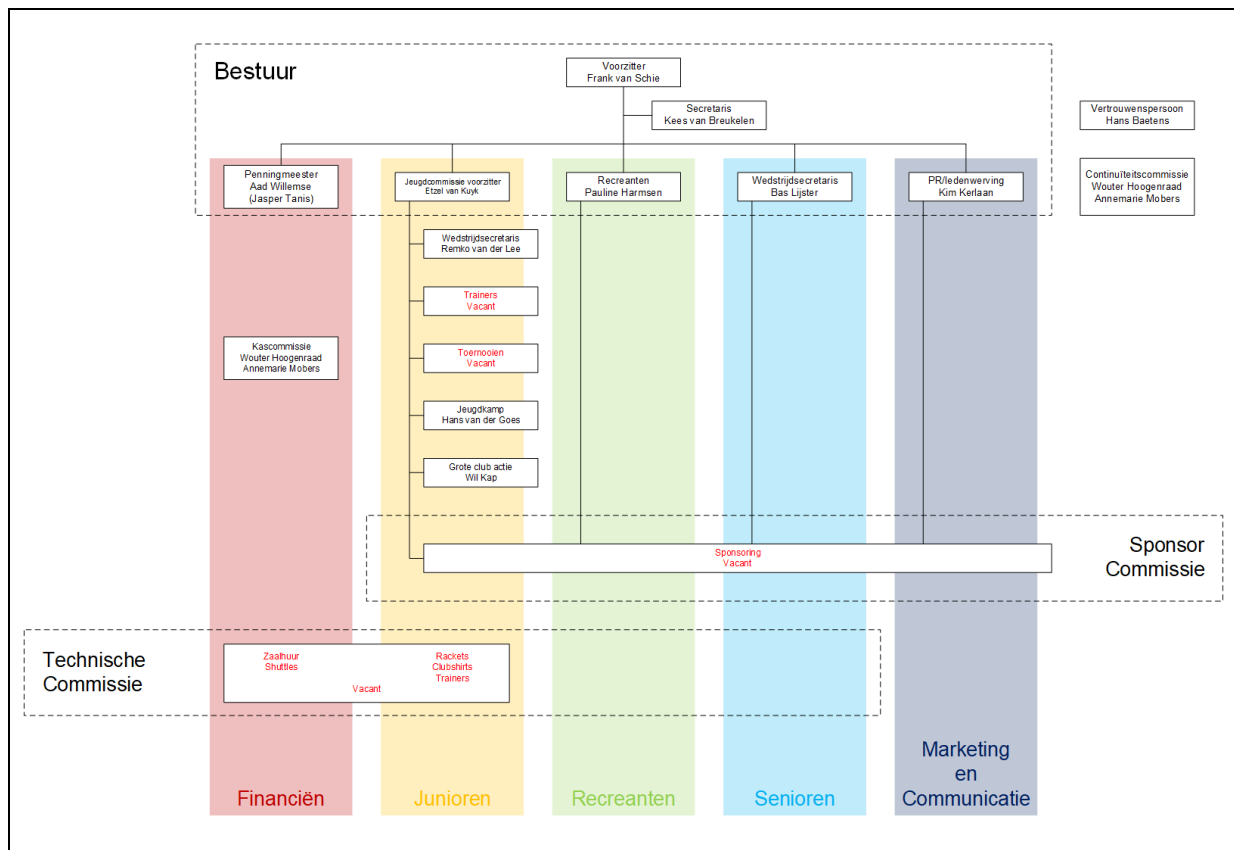 Bestuur
Voorzitter
Frank van Schie
Secretaris
Kees van Breukelen
Vertrouwenspersoon
Hans Baetens
Penningmeester
Aad Willemse
(Jasper Tanis)
Jeugdcommissie voorzitter
Etzel van Kuyk
Recreanten
Pauline Harmsen
Wedstrijdsecretaris
Bas Lijster
PR/ledenwerving
Kim Kerlaan
Continuïteitscommissie
Wouter Hoogenraad
Annemarie Mobers
Wedstrijdsecretaris
Remko van der Lee
Trainers
Vacant
Kascommissie
Wouter Hoogenraad
Annemarie Mobers
Toernooien
Vacant
Jeugdkamp
Hans van der Goes
Grote club actie
Wil Kap
Sponsoring
Vacant
Sponsor
Commissie
Technische
Commissie
Zaalhuur
Shuttles
Rackets
Clubshirts
Trainers
Vacant
Financiën
Junioren
Recreanten
Senioren
Marketing
en
Communicatie